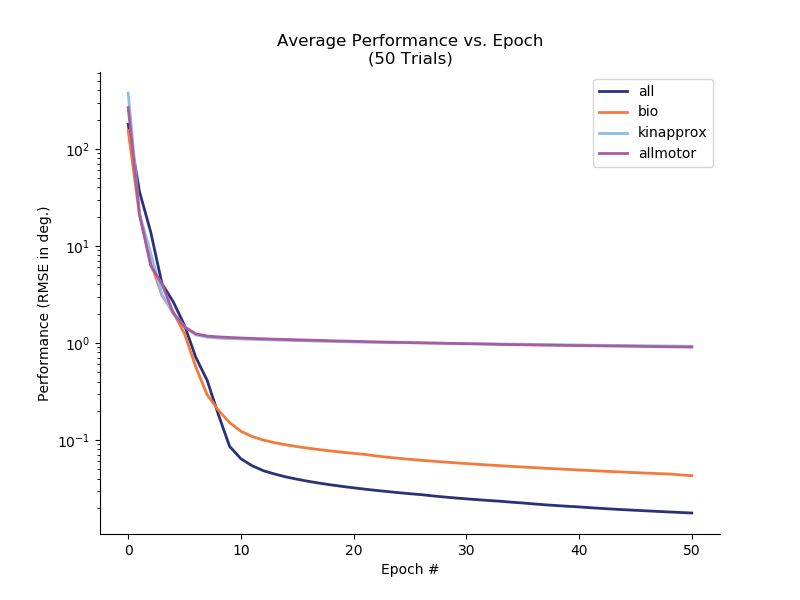 Average Performance vs. Epoch
(50 Trials)
all
bio
kinapprox
allmotor
Performance (RMSE in deg.)
10²
10¹
10⁰
10⁻¹
0 10 20 30 40 50
Epoch #